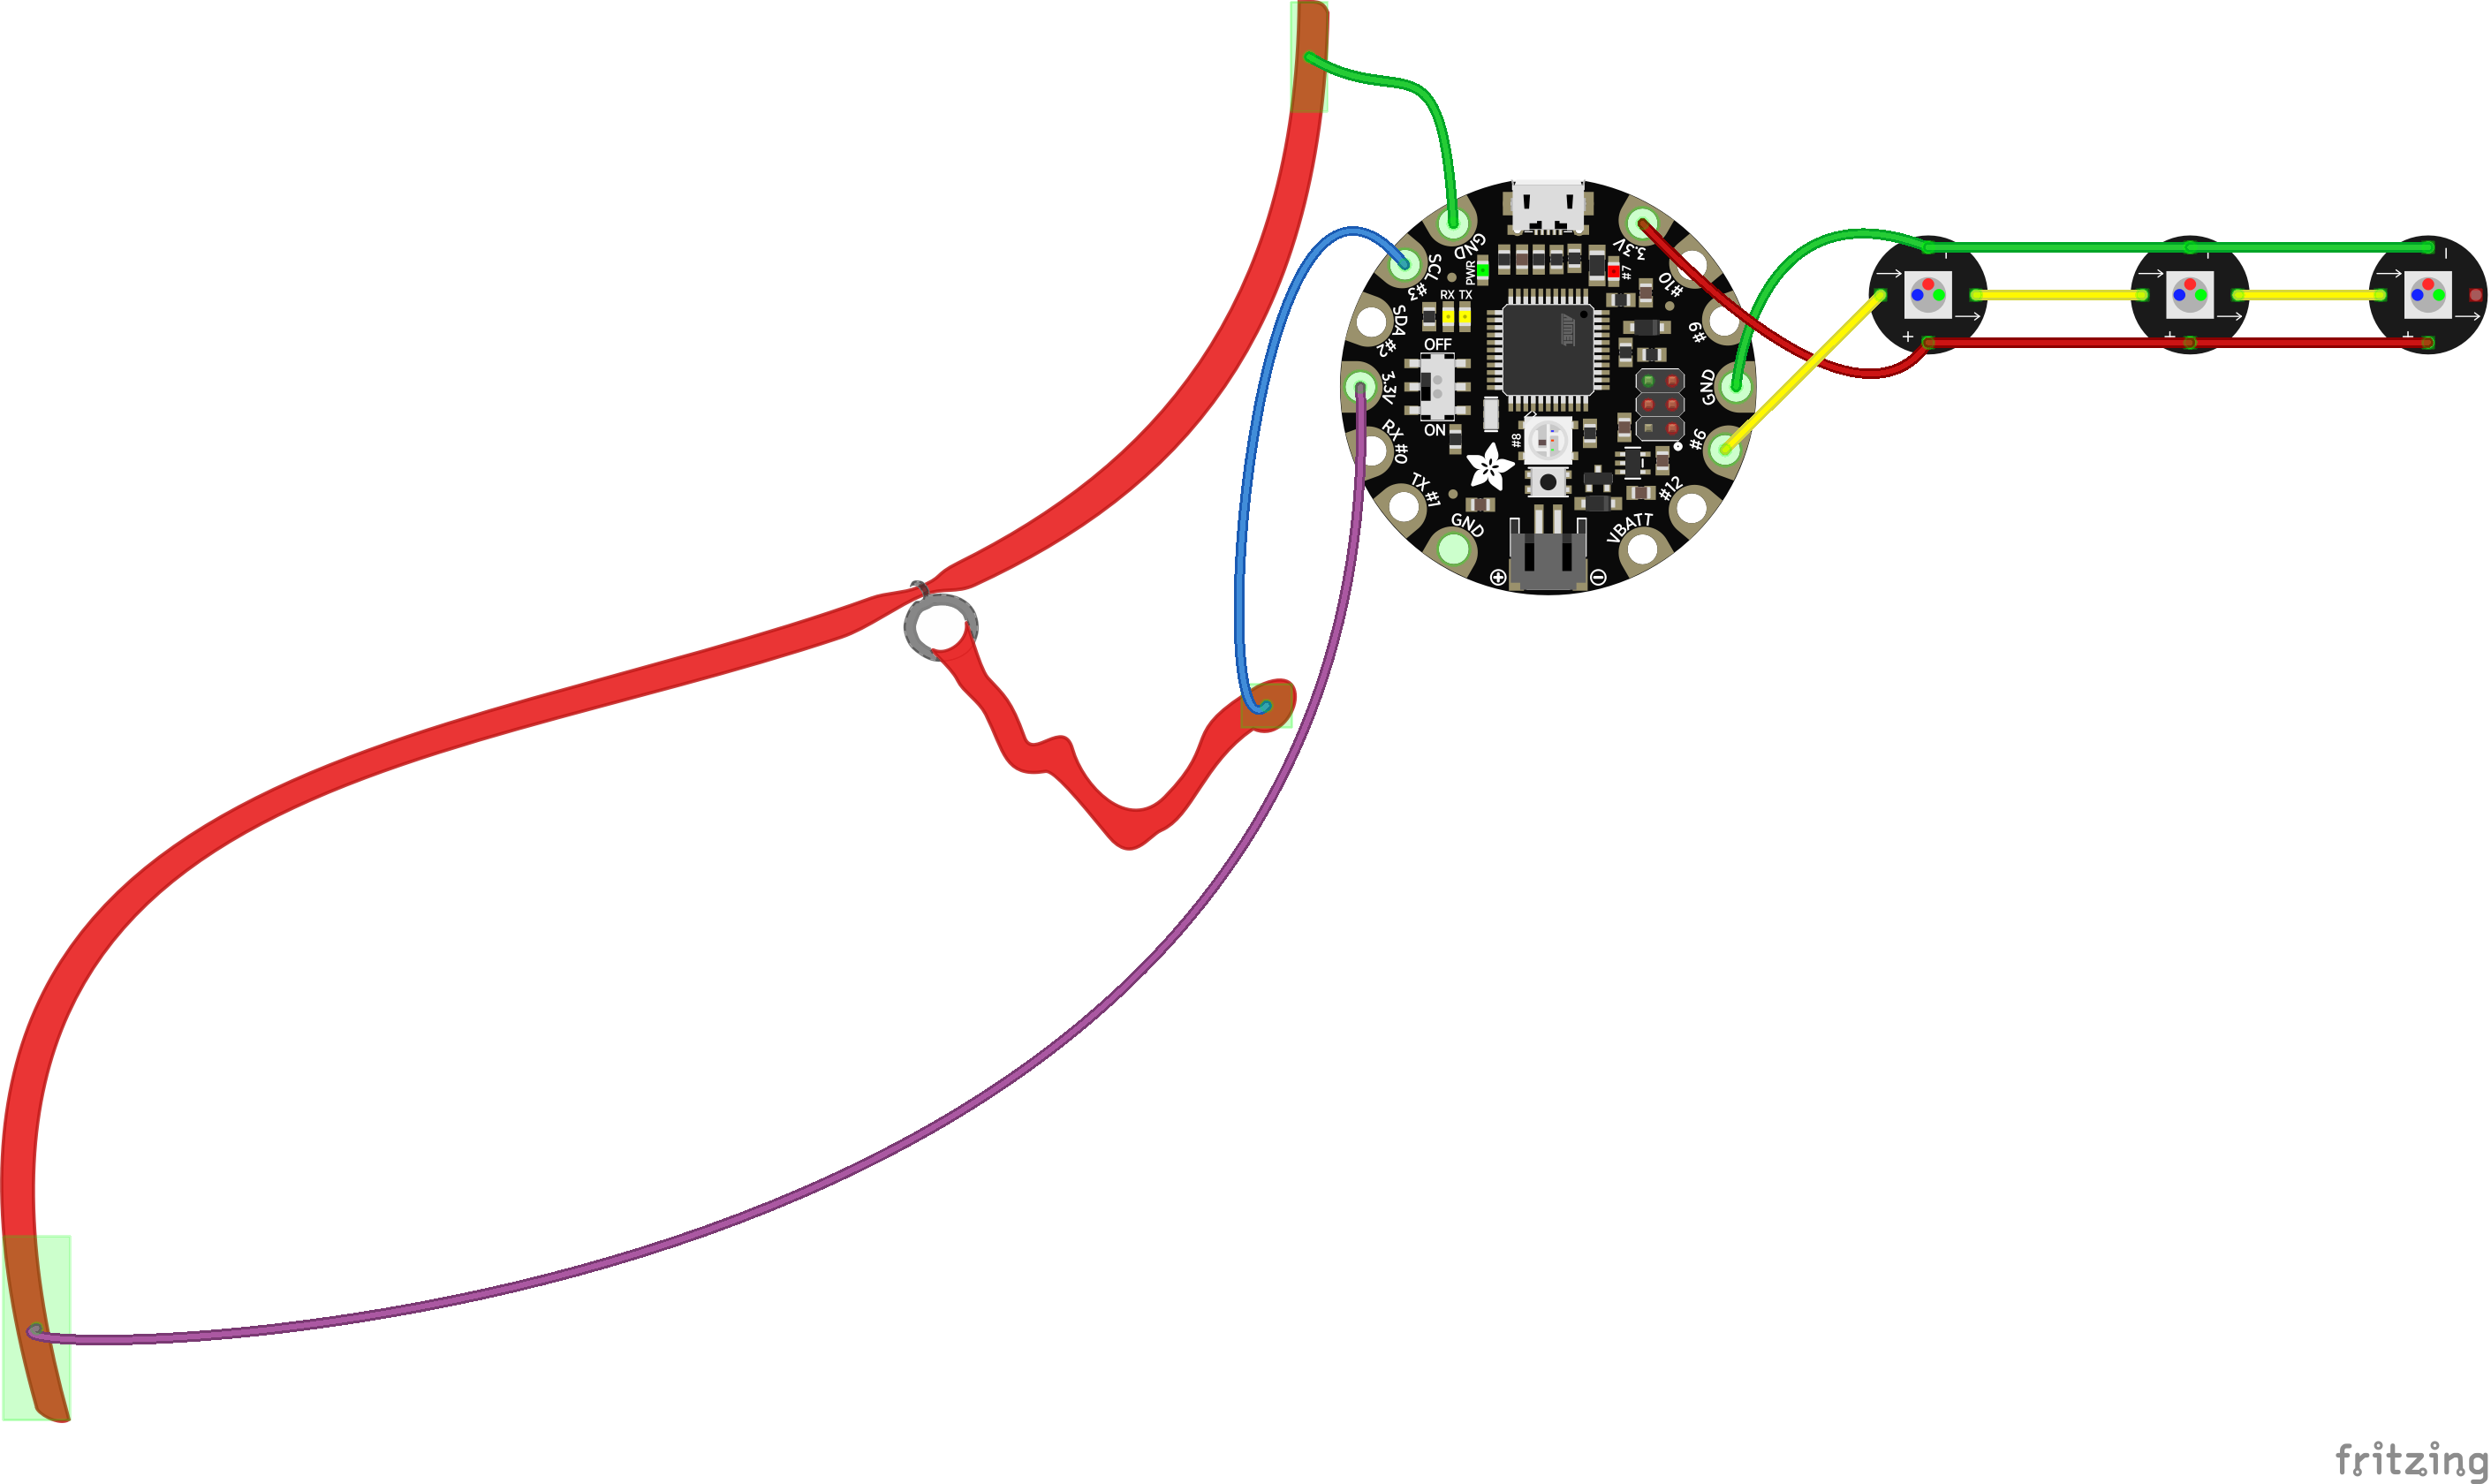 GND
SCL
#3
SDA
#2
3.3V
RX #0
TX #1
GND
PWR
RX TX
OFF
ON
#8
ATMEL
#7
3.3V
#10
#9
GND
#6
#12
VBATT
+
-
−
+
−
+
−
+
fritzing